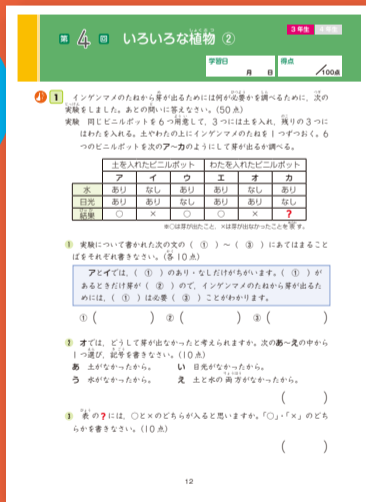 第 4 回 いろいろな植物 ②
しょくぶつ
3年生 4年生
学習日 月 日
得点 /100点
1 インゲンマメのたねから芽が出るためには何が必要かを調べるために，次の
実験をしました。あとの問いに答えなさい。(50点)
実験 同じビニルポットを6つ用意して，3つには土を入れ，残りの3つに
はわたを入れる。土やわたの上にインゲンマメのたねを1つずつおく。6
つのビニルポットを次のア〜カのようにして芽が出るか調べる。
土を入れたビニルポット わたを入れたビニルポット
ア イ ウ エ オ カ
水 あり なし あり あり なし あり
日光 あり あり なし
結果 ○ × ○ ○ × ?
※○は芽が出たこと，×は芽が出なかったことを表す。
1 実験について書かれた次の文の（ ① ）〜（ ③ ）にあてはまること
ばをそれぞれ書きなさい。(各10点)
アとイでは，（ ① ）のあり・なしだけがちがいます。（ ① ）が
あるときだけ芽が（ ② ）ので，インゲンマメのたねから芽が出るた
めには，（ ① ）は必要（ ③ ）ことがわかります。
①（ ） ②（ ） ③（ ）
2 オでは，どうして芽が出なかったと考えられますか。次のあ〜えの中から
1つ選び，記号を書きなさい。(10点)
あ 土がなかったから。 い 日光がなかったから。
う 水がなかったから。 え 土と水の両方がなかったから。
（ ）
3 表の?には，○と×のどちらが入ると思いますか。「○」・「×」のどち
らかを書きなさい。(10点)
（ ）
12